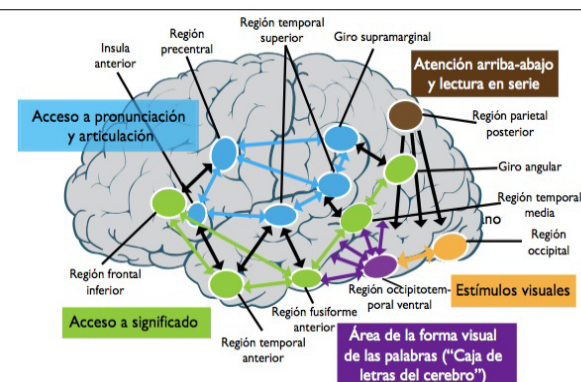 Región
precentral
Región temporal
superior
Giro supramarginal
Insula
anterior
Atención arriba-abajo
y lectura en serie
Acceso a pronunciación
y articulación
Región parietal
posterior
Giro angular
Región temporal
media
no
Región
occipital
Región frontal
inferior
Región occipitotem-
poral ventral
Estímulos visuales
Acceso a significado
Región fusiforme
anterior
Región temporal
anterior
Área de la forma visual
de las palabras (“Caja de
letras del cerebro”)